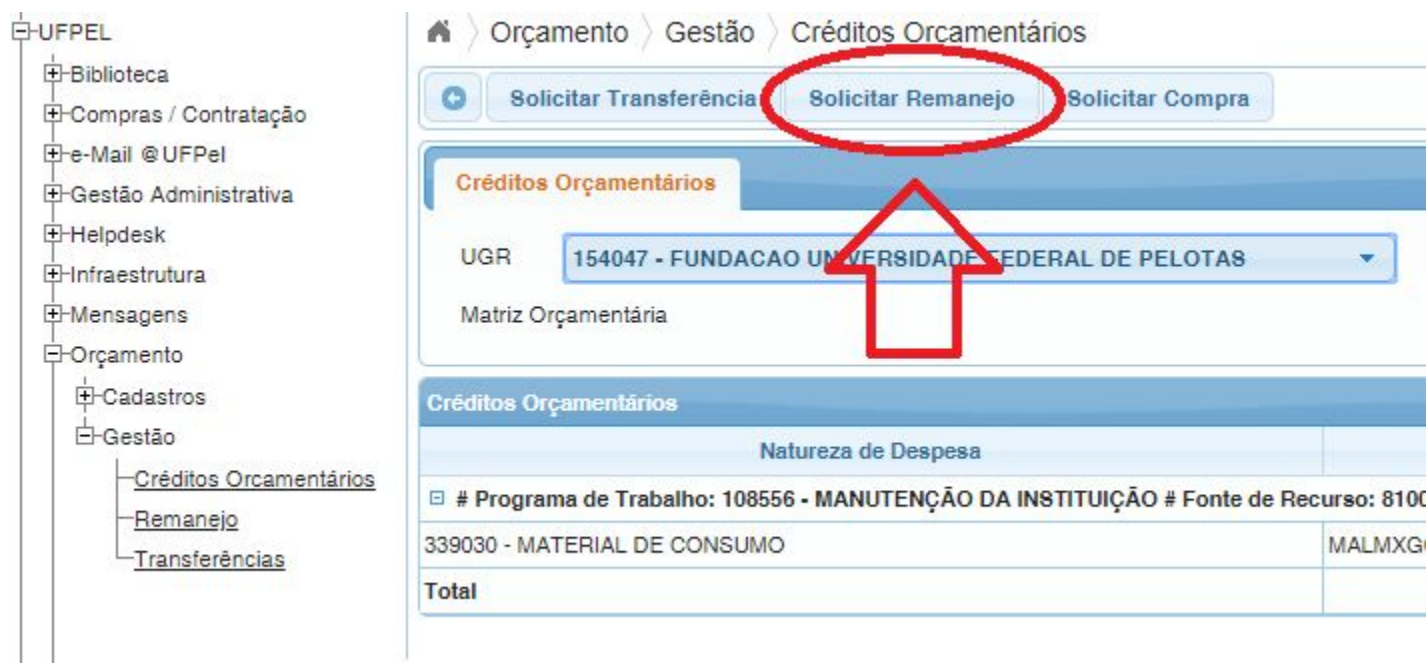 UFPEL
Biblioteca
Compras / Contratação
e-Mail @UFPel
Gestão Administrativa
Helpdesk
Infraestrutura
Mensagens
Orçamento
Cadastros
Gestão
Créditos Orcamentários
Remanejo
Transferências
Orçamento Gestão Créditos Orcamentários
Solicitar Transferência Solicitar Remanejo Solicitar Compra
Créditos Orçamentários
UGR 154047 - FUNDACAO UNIVERSIDADE FEDERAL DE PELOTAS
Matriz Orçamentária
Créditos Orçamentários
Natureza de Despesa
# Programa de Trabalho: 108556 - MANUTENÇÃO DA INSTITUIÇÃO # Fonte de Recurso: 8100
339030 - MATERIAL DE CONSUMO MALMXG
Total